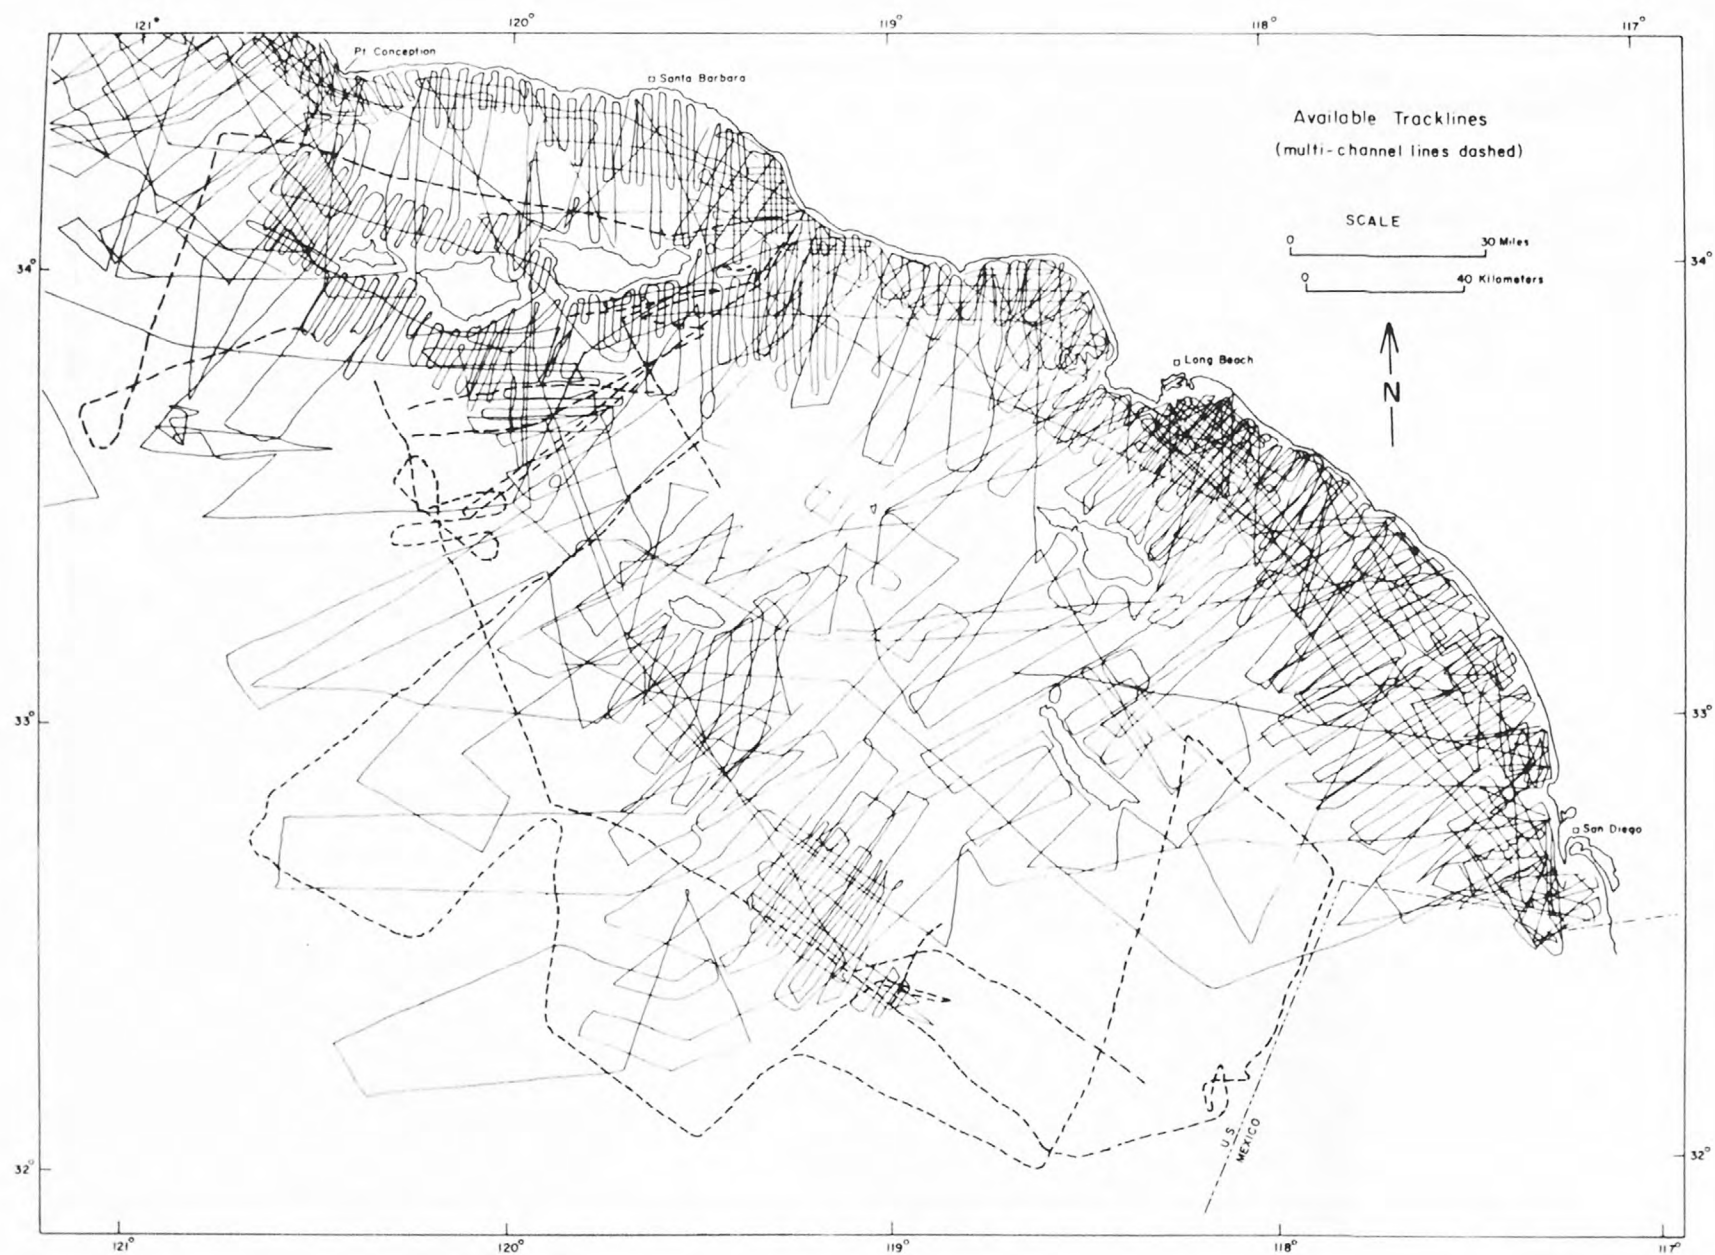 121° 120° 119° 118° 117°
Pt Conception
Santa Barbara
Available Tracklines
(multi-channel lines dashed)
SCALE
0 30 Miles
0 40 Kilometers
34° 34°
N
Long Beach
33° 33°
San Diego
U.S.
MEXICO
32° 32°
121° 120° 119° 118° 117°